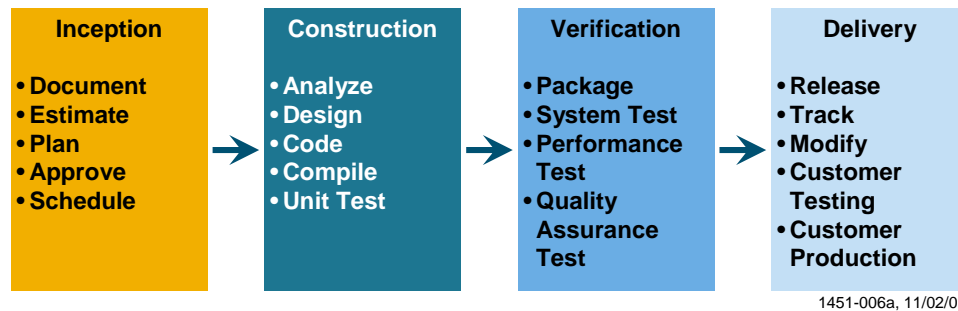 Inception
• Document
• Estimate
• Plan
• Approve
• Schedule
Construction
• Analyze
• Design
• Code
• Compile
• Unit Test
Verification
• Package
• System Test
• Performance
Test
• Quality
Assurance
Test
Delivery
• Release
• Track
• Modify
• Customer
Testing
• Customer
Production
1451-006a, 11/02/0